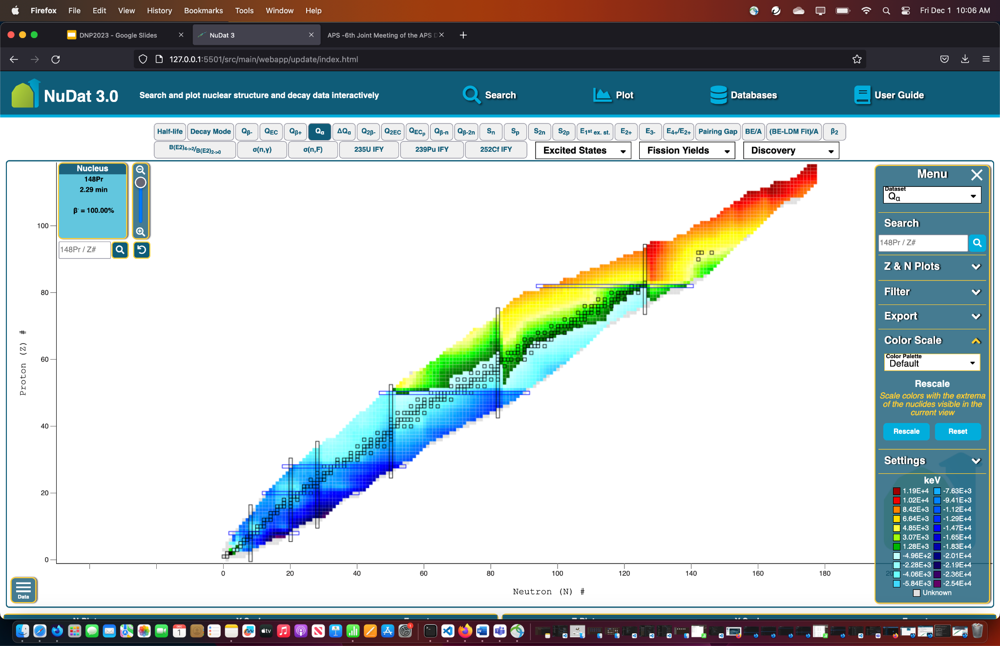 Firefox File Edit View History Bookmarks Tools Window Help Fri Dec 1 10:06 AM
DNP2023 - Google Slides NuDat 3 APS -6th Joint Meeting of the APS
127.0.0.1:5501/src/main/webapp/update/index.html
NuDat 3.0 Search and plot nuclear structure and decay data interactively Search Plot Databases User Guide
Half-life Decay Mode Qβ- QEC Qβ+ Qα ΔQα Q2β- Q2EC QECp Qβ-n Qβ-2n Sn Sp S2n S2p E1st ex. st. E2+ E3- E4+/E2+ Pairing Gap BE/A (BE-LDM Fit)/A β2
B(E2)4->2/B(E2)2->0 σ(n,γ) σ(n,F) 235U IFY 239Pu IFY 252Cf IFY Excited States Fission Yields Discovery
Nucleus
148Pr
2.29 min
β- = 100.00%
148Pr / Z#
Proton (Z) #
100
80
60
40
20
0
0 20 40 60 80 100 120 140 160 180 20
Neutron (N) #
Data
Menu
Dataset
Qα
Search
148Pr / Z#
Z & N Plots
Filter
Export
Color Scale
Color Palette
Default
Rescale
Scale colors with the extrema
of the nuclides visible in the
current view
Rescale Reset
Settings
keV
1.19E+4 -7.63E+3
1.02E+4 -9.41E+3
8.42E+3 -1.12E+4
6.64E+3 -1.29E+4
4.85E+3 -1.47E+4
3.07E+3 -1.65E+4
1.28E+3 -1.83E+4
-4.96E+2 -2.01E+4
-2.28E+3 -2.19E+4
-4.06E+3 -2.36E+4
-5.84E+3 -2.54E+4
Unknown
DEC
1
tv
1